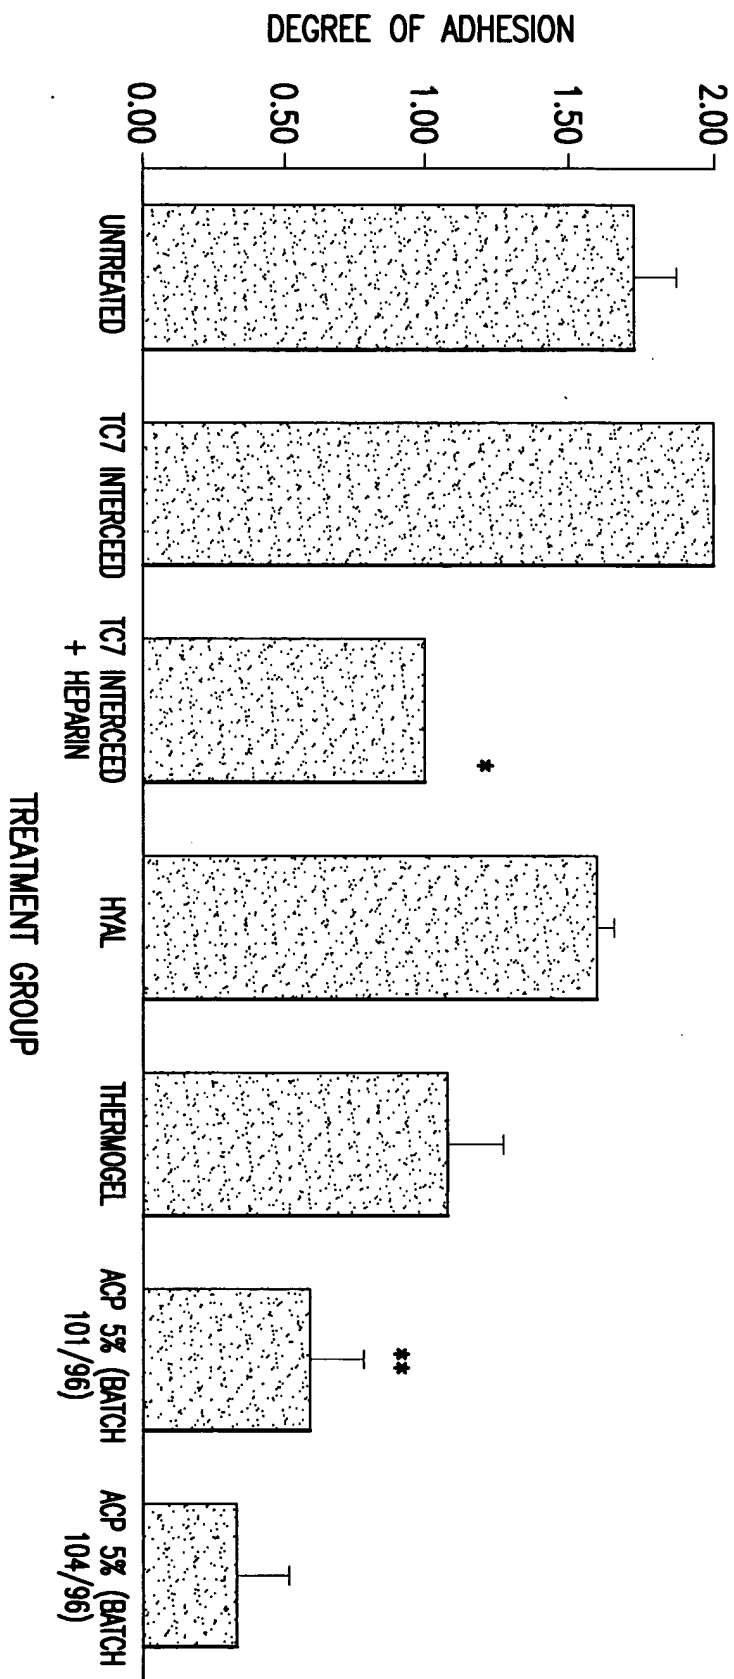 DEGREE OF ADHESION
2.00
1.50
1.00
0.50
0.00
*
**
UNTREATED
TC7 INTERCEED
TC7 INTERCEED
+ HEPARIN
HYAL
THERMOGEL
ACP 5% (BATCH
101/96)
ACP 5% (BATCH
104/96)
TREATMENT GROUP